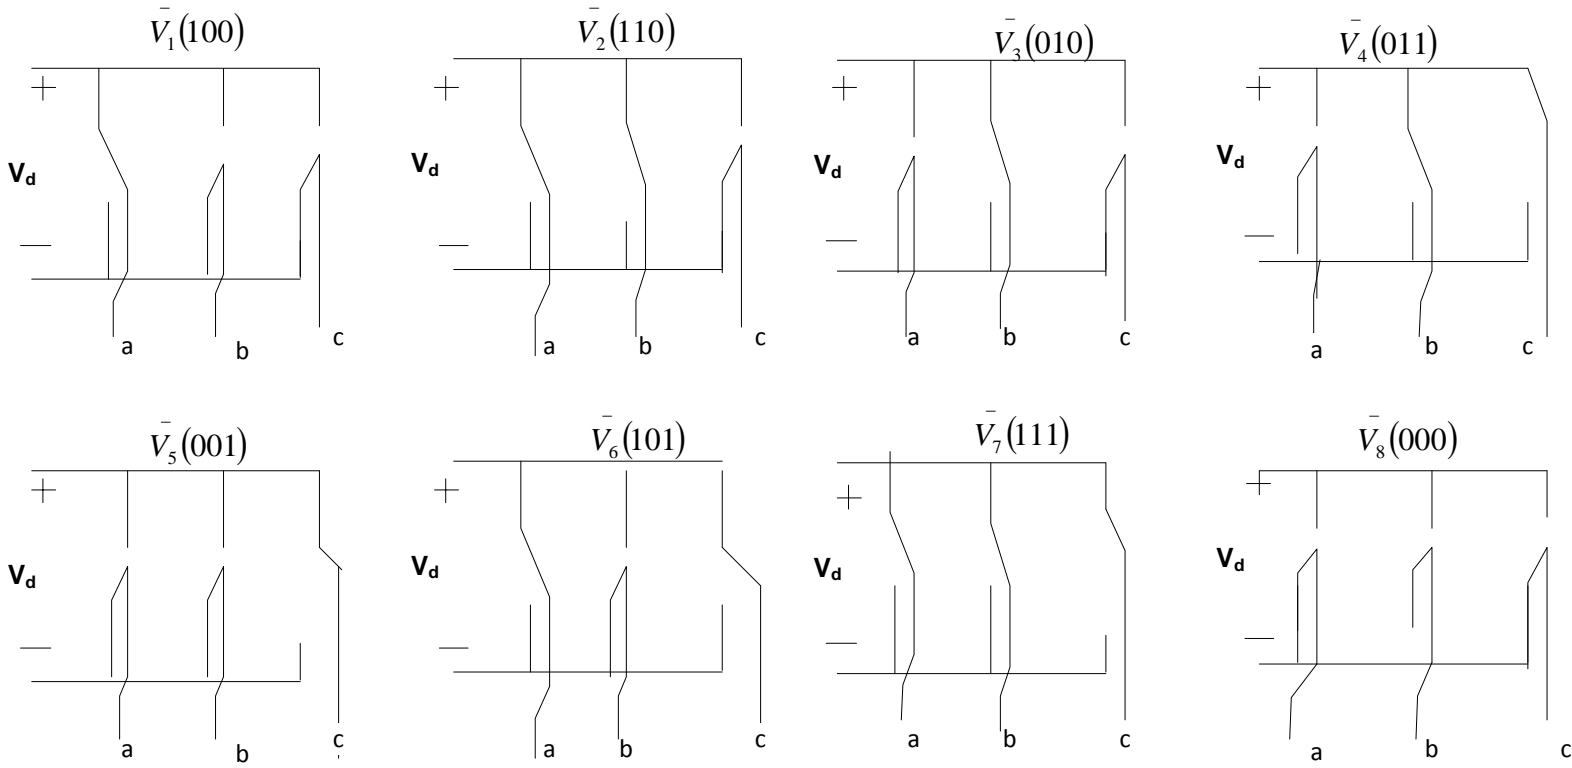 V̄₁(100)
V̄₂(110)
V̄₃(010)
V̄₄(011)
+ + + +
Vd Vd Vd Vd
— — — —
a b c a b c a b c a b c
V̄₅(001)
V̄₆(101)
V̄₇(111)
V̄₈(000)
+ + + +
Vd Vd Vd Vd
— — — —
a b c a b c a b c a b c